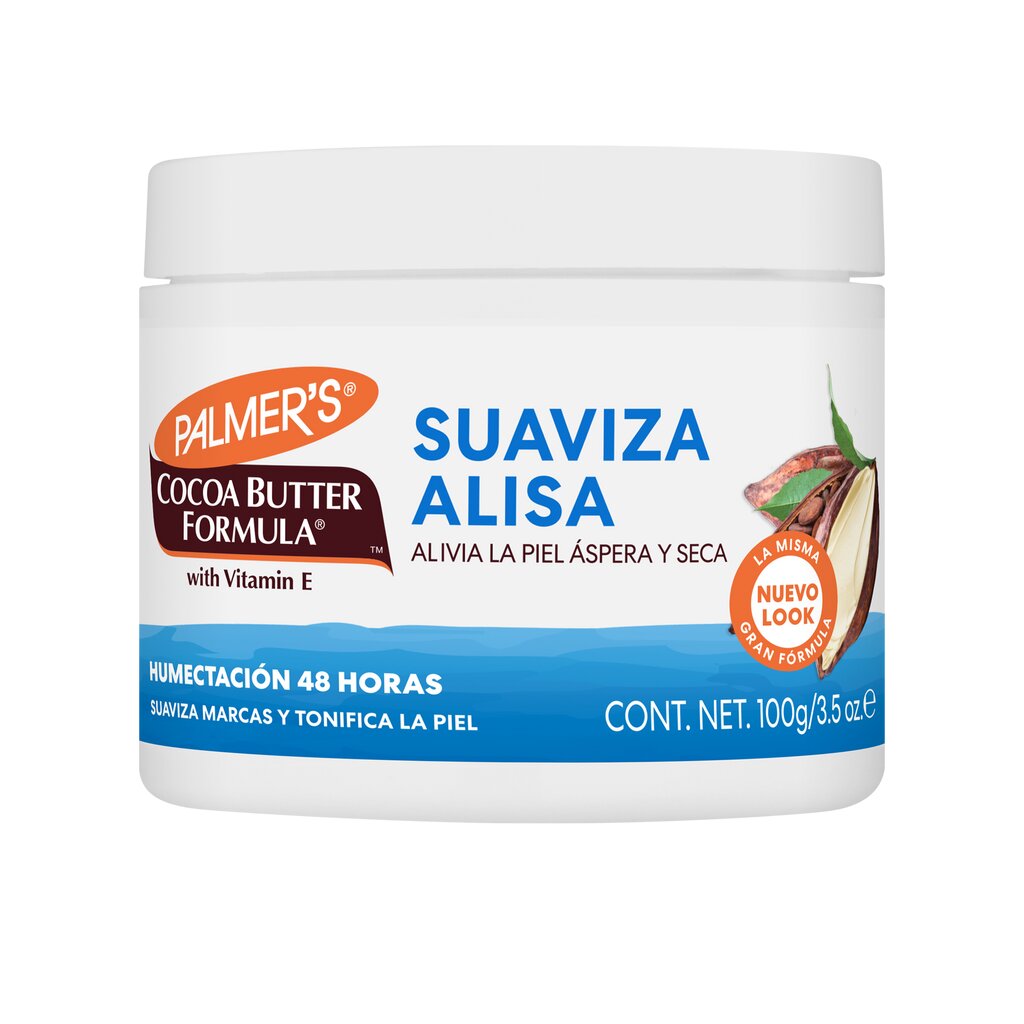 PALMER'S®
COCOA BUTTER
FORMULA®
™
with Vitamin E
SUAVIZA
ALISA
ALIVIA LA PIEL ÁSPERA Y SECA
LA MISMA
NUEVO
LOOK
GRAN FÓRMULA
HUMECTACIÓN 48 HORAS
SUAVIZA MARCAS Y TONIFICA LA PIEL
CONT. NET. 100g/3.5 oz.℮